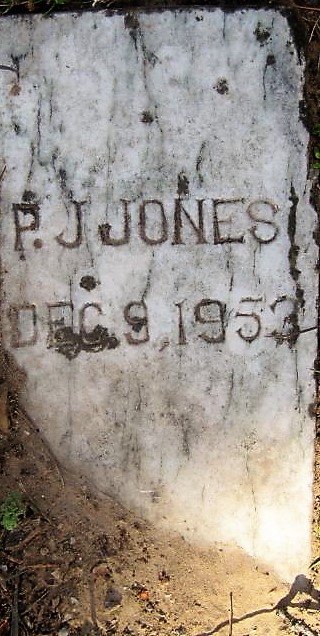 P. J JONES
DEC. 9, 1953